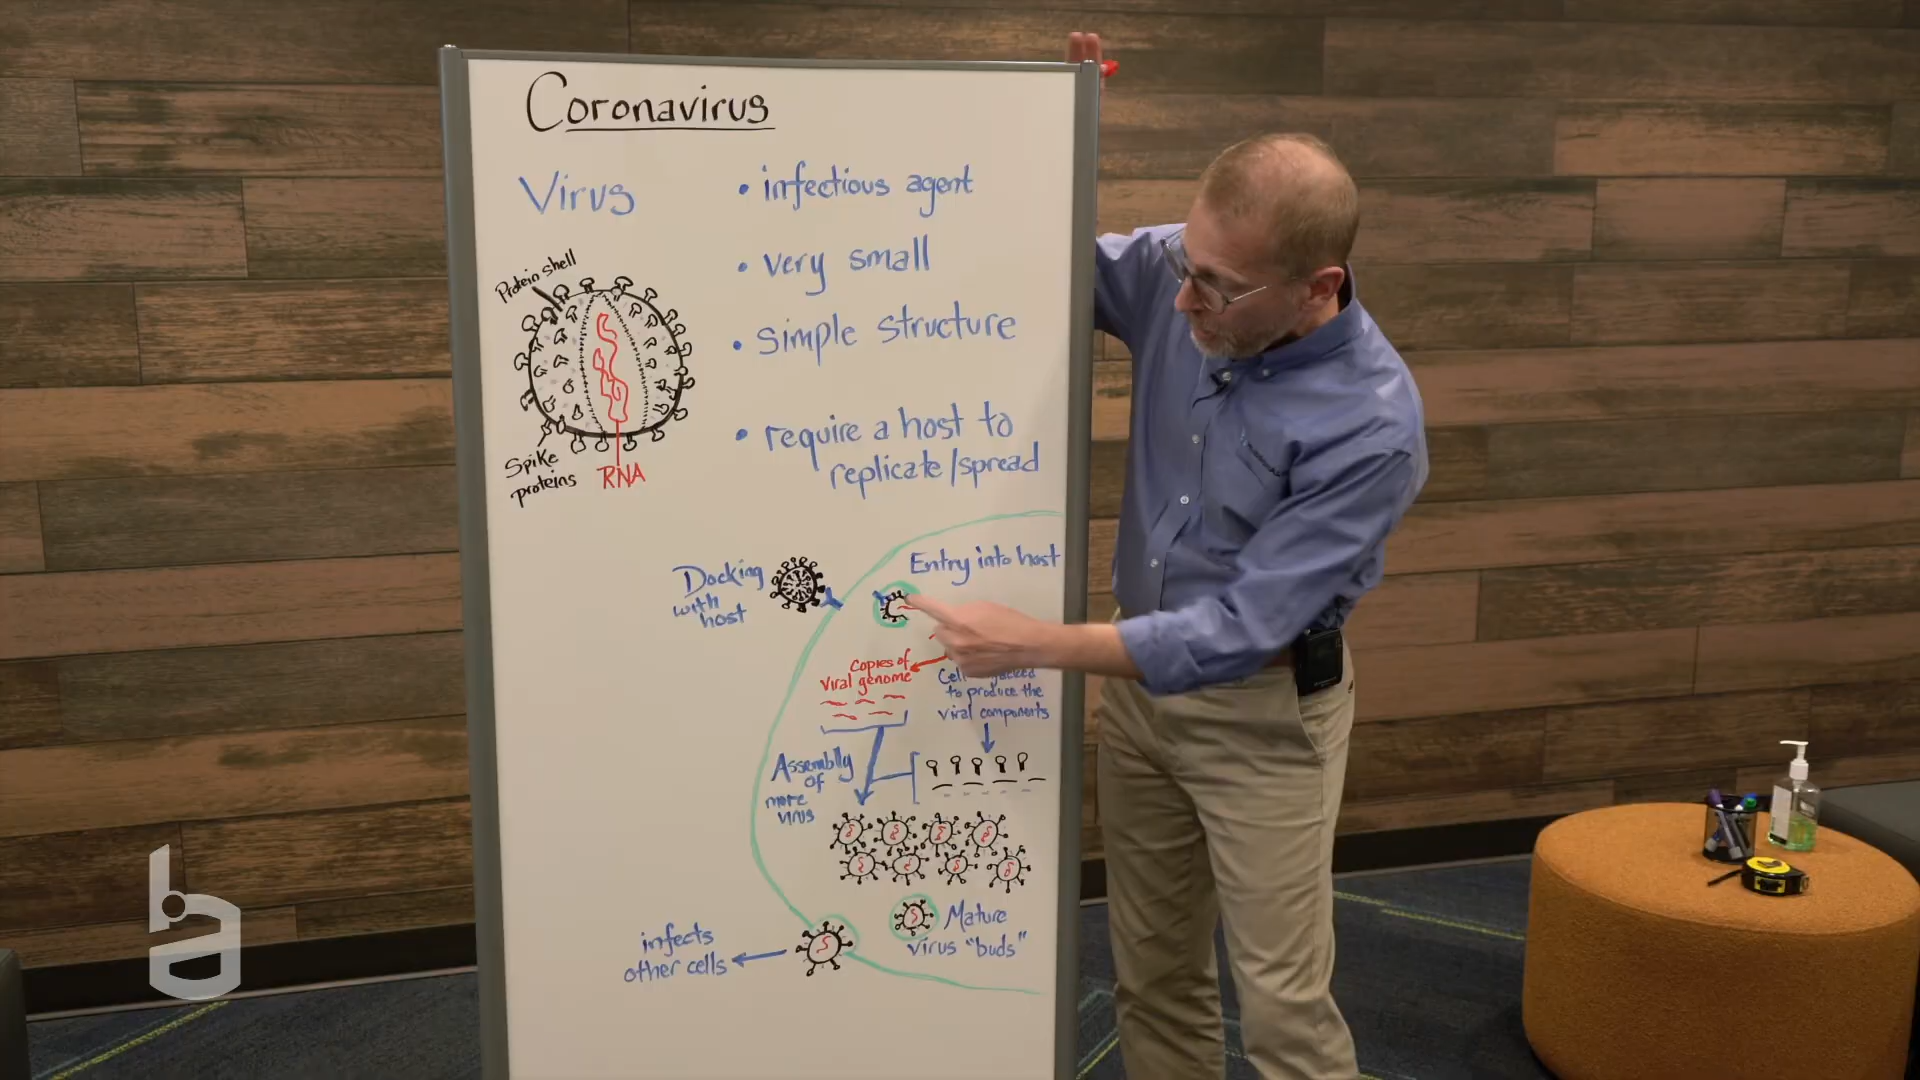 Coronavirus
Virus
• infectious agent
• very small
• simple structure
• require a host to
replicate/spread
Protein shell
Spike
proteins
RNA
Docking
with
host
Entry into host
Copies of
viral genome
Cell
to produce the
viral components
Assembly
of
more
virus
Mature
virus "buds"
infects
other cells
ba